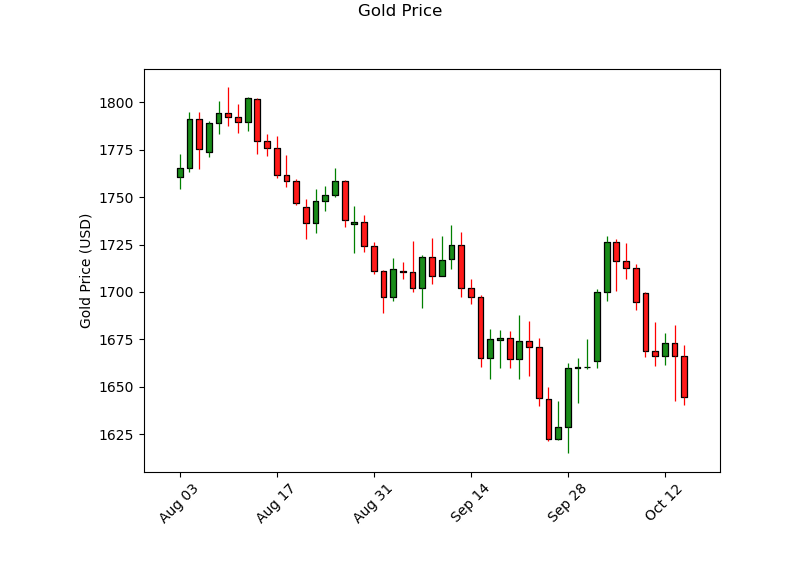 Gold Price
Gold Price (USD)
1800
1775
1750
1725
1700
1675
1650
1625
Aug 03
Aug 17
Aug 31
Sep 14
Sep 28
Oct 12